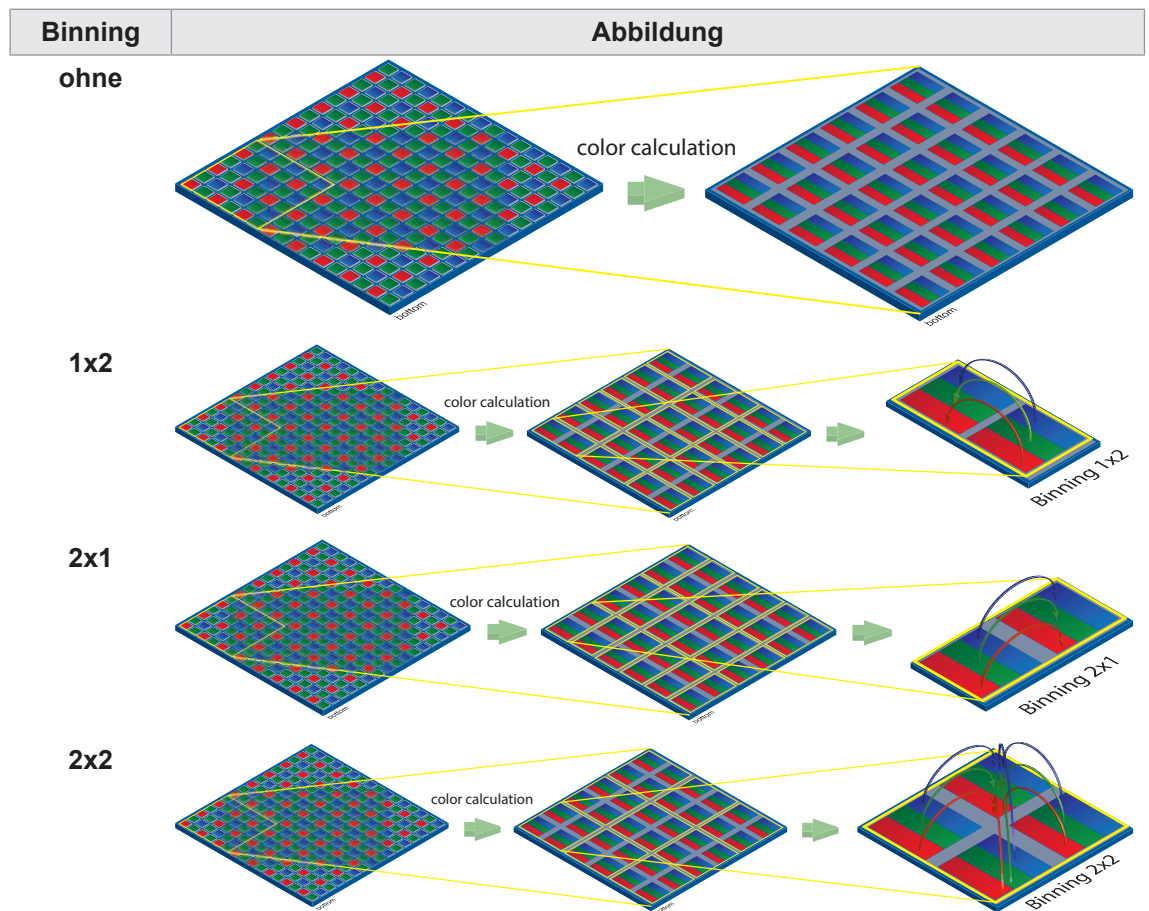 Binning Abbildung
ohne
color calculation
bottom
bottom
1x2
color calculation
Binning 1x2
bottom
bottom
2x1
color calculation
Binning 2x1
bottom
bottom
2x2
color calculation
Binning 2x2
bottom